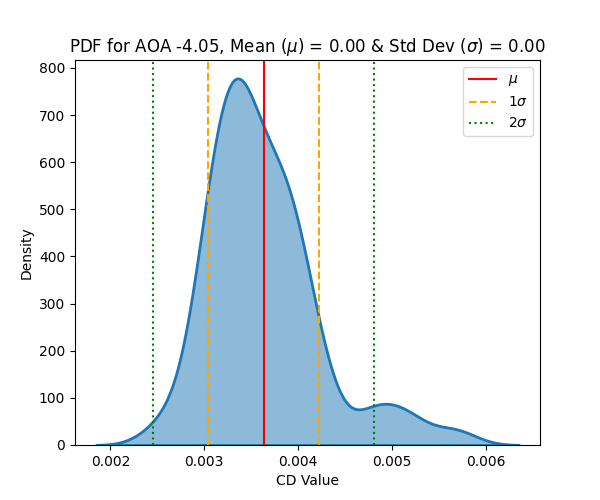 PDF for AOA -4.05, Mean (μ) = 0.00 & Std Dev (σ) = 0.00
800
700
600
500
400
300
200
100
0
Density
μ
1σ
2σ
0.002 0.003 0.004 0.005 0.006
CD Value